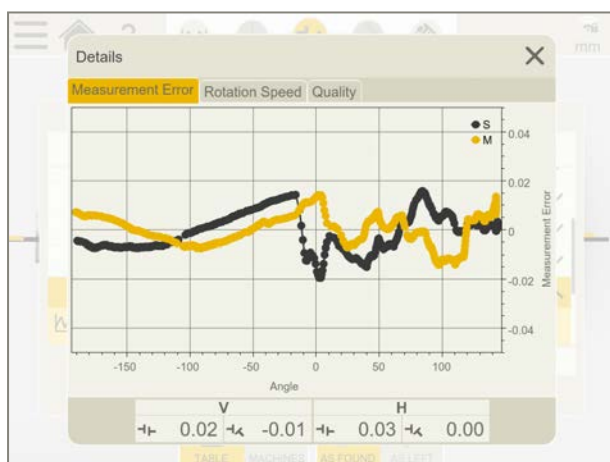 mm
Details
Measurement Error Rotation Speed Quality
S
M
0.04
0.02
0
-0.02
-0.04
Measurement Error
-150 -100 -50 0 50 100
Angle
V H
0.02 -0.01 0.03 0.00
TABLE MACHINES AS FOUND AS LEFT